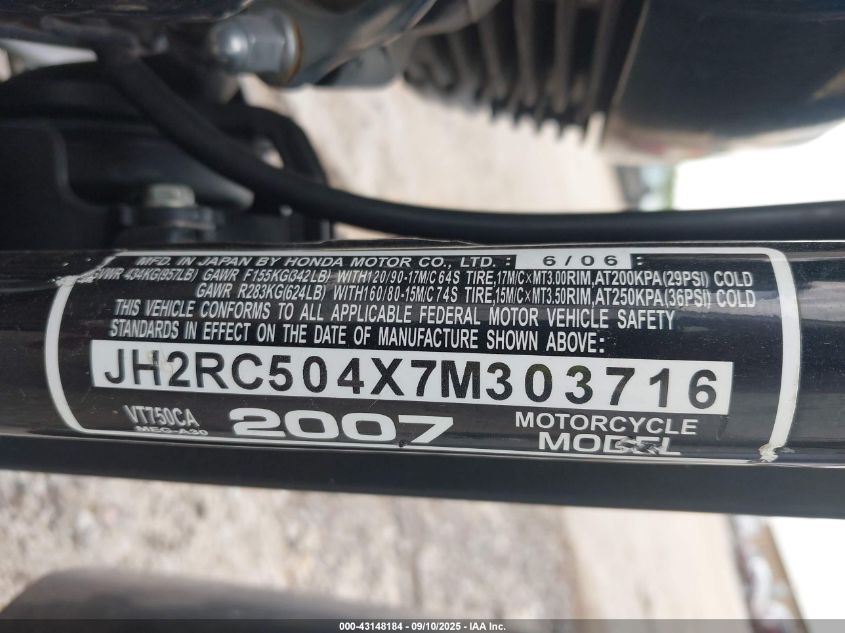 MFD. IN JAPAN BY HONDA MOTOR CO., LTD. : 6/06 :
GVWR 434KG(957LB) GAWR F155KG(342LB) WITH120/90-17M/C 64S TIRE,17M/C×MT3.00RIM,AT200KPA(29PSI) COLD
GAWR R283KG(624LB) WITH160/80-15M/C 74S TIRE,15M/C×MT3.50RIM,AT250KPA(36PSI) COLD
THIS VEHICLE CONFORMS TO ALL APPLICABLE FEDERAL MOTOR VEHICLE SAFETY
STANDARDS IN EFFECT ON THE DATE OF MANUFACTURE SHOWN ABOVE:
JH2RC504X7M303716
VT750CA 2007 MOTORCYCLE
MEG-A30 MODEL
000-43148184 - 09/10/2025 - IAA Inc.